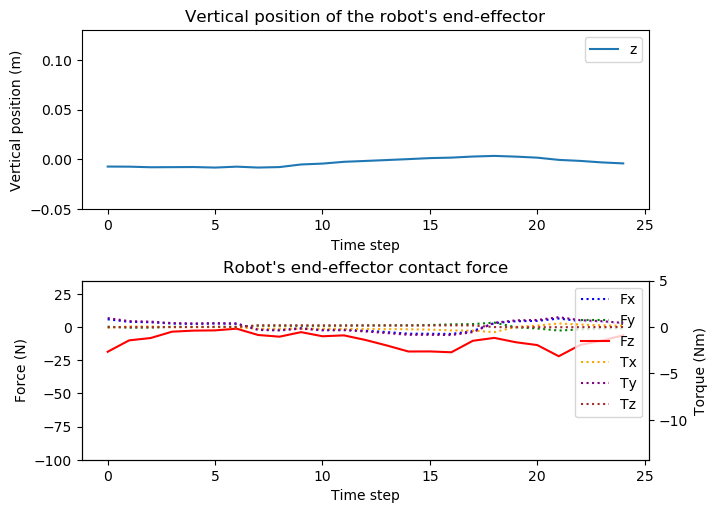 Vertical position of the robot's end-effector
Vertical position (m)
0.10
0.05
0.00
−0.05
z
0
5
10
15
20
25
Time step
Robot's end-effector contact force
Force (N)
25
0
−25
−50
−75
−100
Fx
Fy
Fz
Tx
Ty
Tz
5
0
−5
−10
Torque (Nm)
0
5
10
15
20
25
Time step